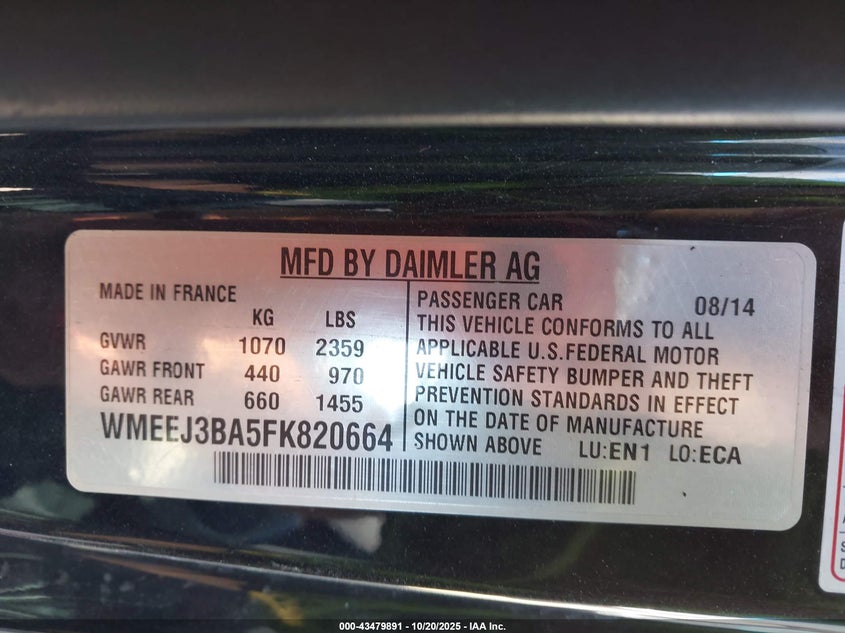 MFD BY DAIMLER AG
MADE IN FRANCE
KG LBS
GVWR 1070 2359
GAWR FRONT 440 970
GAWR REAR 660 1455
WMEEJ3BA5FK820664
PASSENGER CAR 08/14
THIS VEHICLE CONFORMS TO ALL
APPLICABLE U.S.FEDERAL MOTOR
VEHICLE SAFETY BUMPER AND THEFT
PREVENTION STANDARDS IN EFFECT
ON THE DATE OF MANUFACTURE
SHOWN ABOVE LU:EN1 LO:ECA
000-43479891 - 10/20/2025 - IAA Inc.